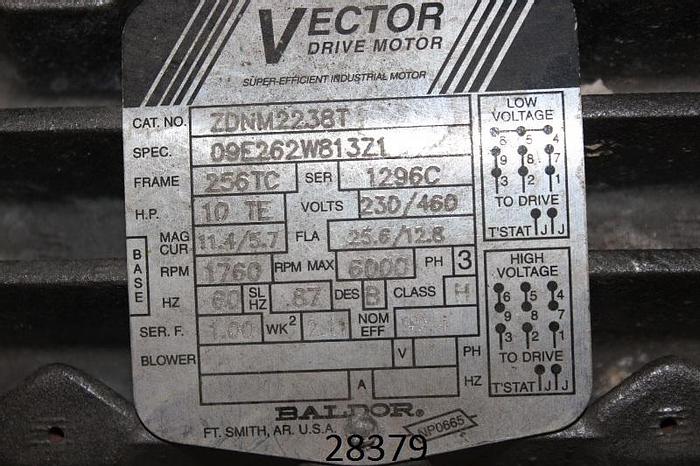 VECTOR
DRIVE MOTOR
SUPER-EFFICIENT INDUSTRIAL MOTOR
CAT. NO. ZDNM2238T
SPEC. 09E262W813Z1
FRAME 256TC SER 1296C
H.P. 10 TE VOLTS 230/460
MAG CUR 11.4/5.7 FLA 25.6/12.8
BASE
RPM 1760 RPM MAX 6000 PH 3
HZ 60 SL HZ .87 DES B CLASS H
SER. F. 1.00 WK² NOM EFF
BLOWER V PH
A HZ
BALDOR®
FT. SMITH, AR. U.S.A.
NP0665
LOW
VOLTAGE
6 5 4
9 8 7
3 2 1
TO DRIVE
T'STAT J J
HIGH
VOLTAGE
6 5 4
9 8 7
3 2 1
TO DRIVE
T'STAT J J
28379